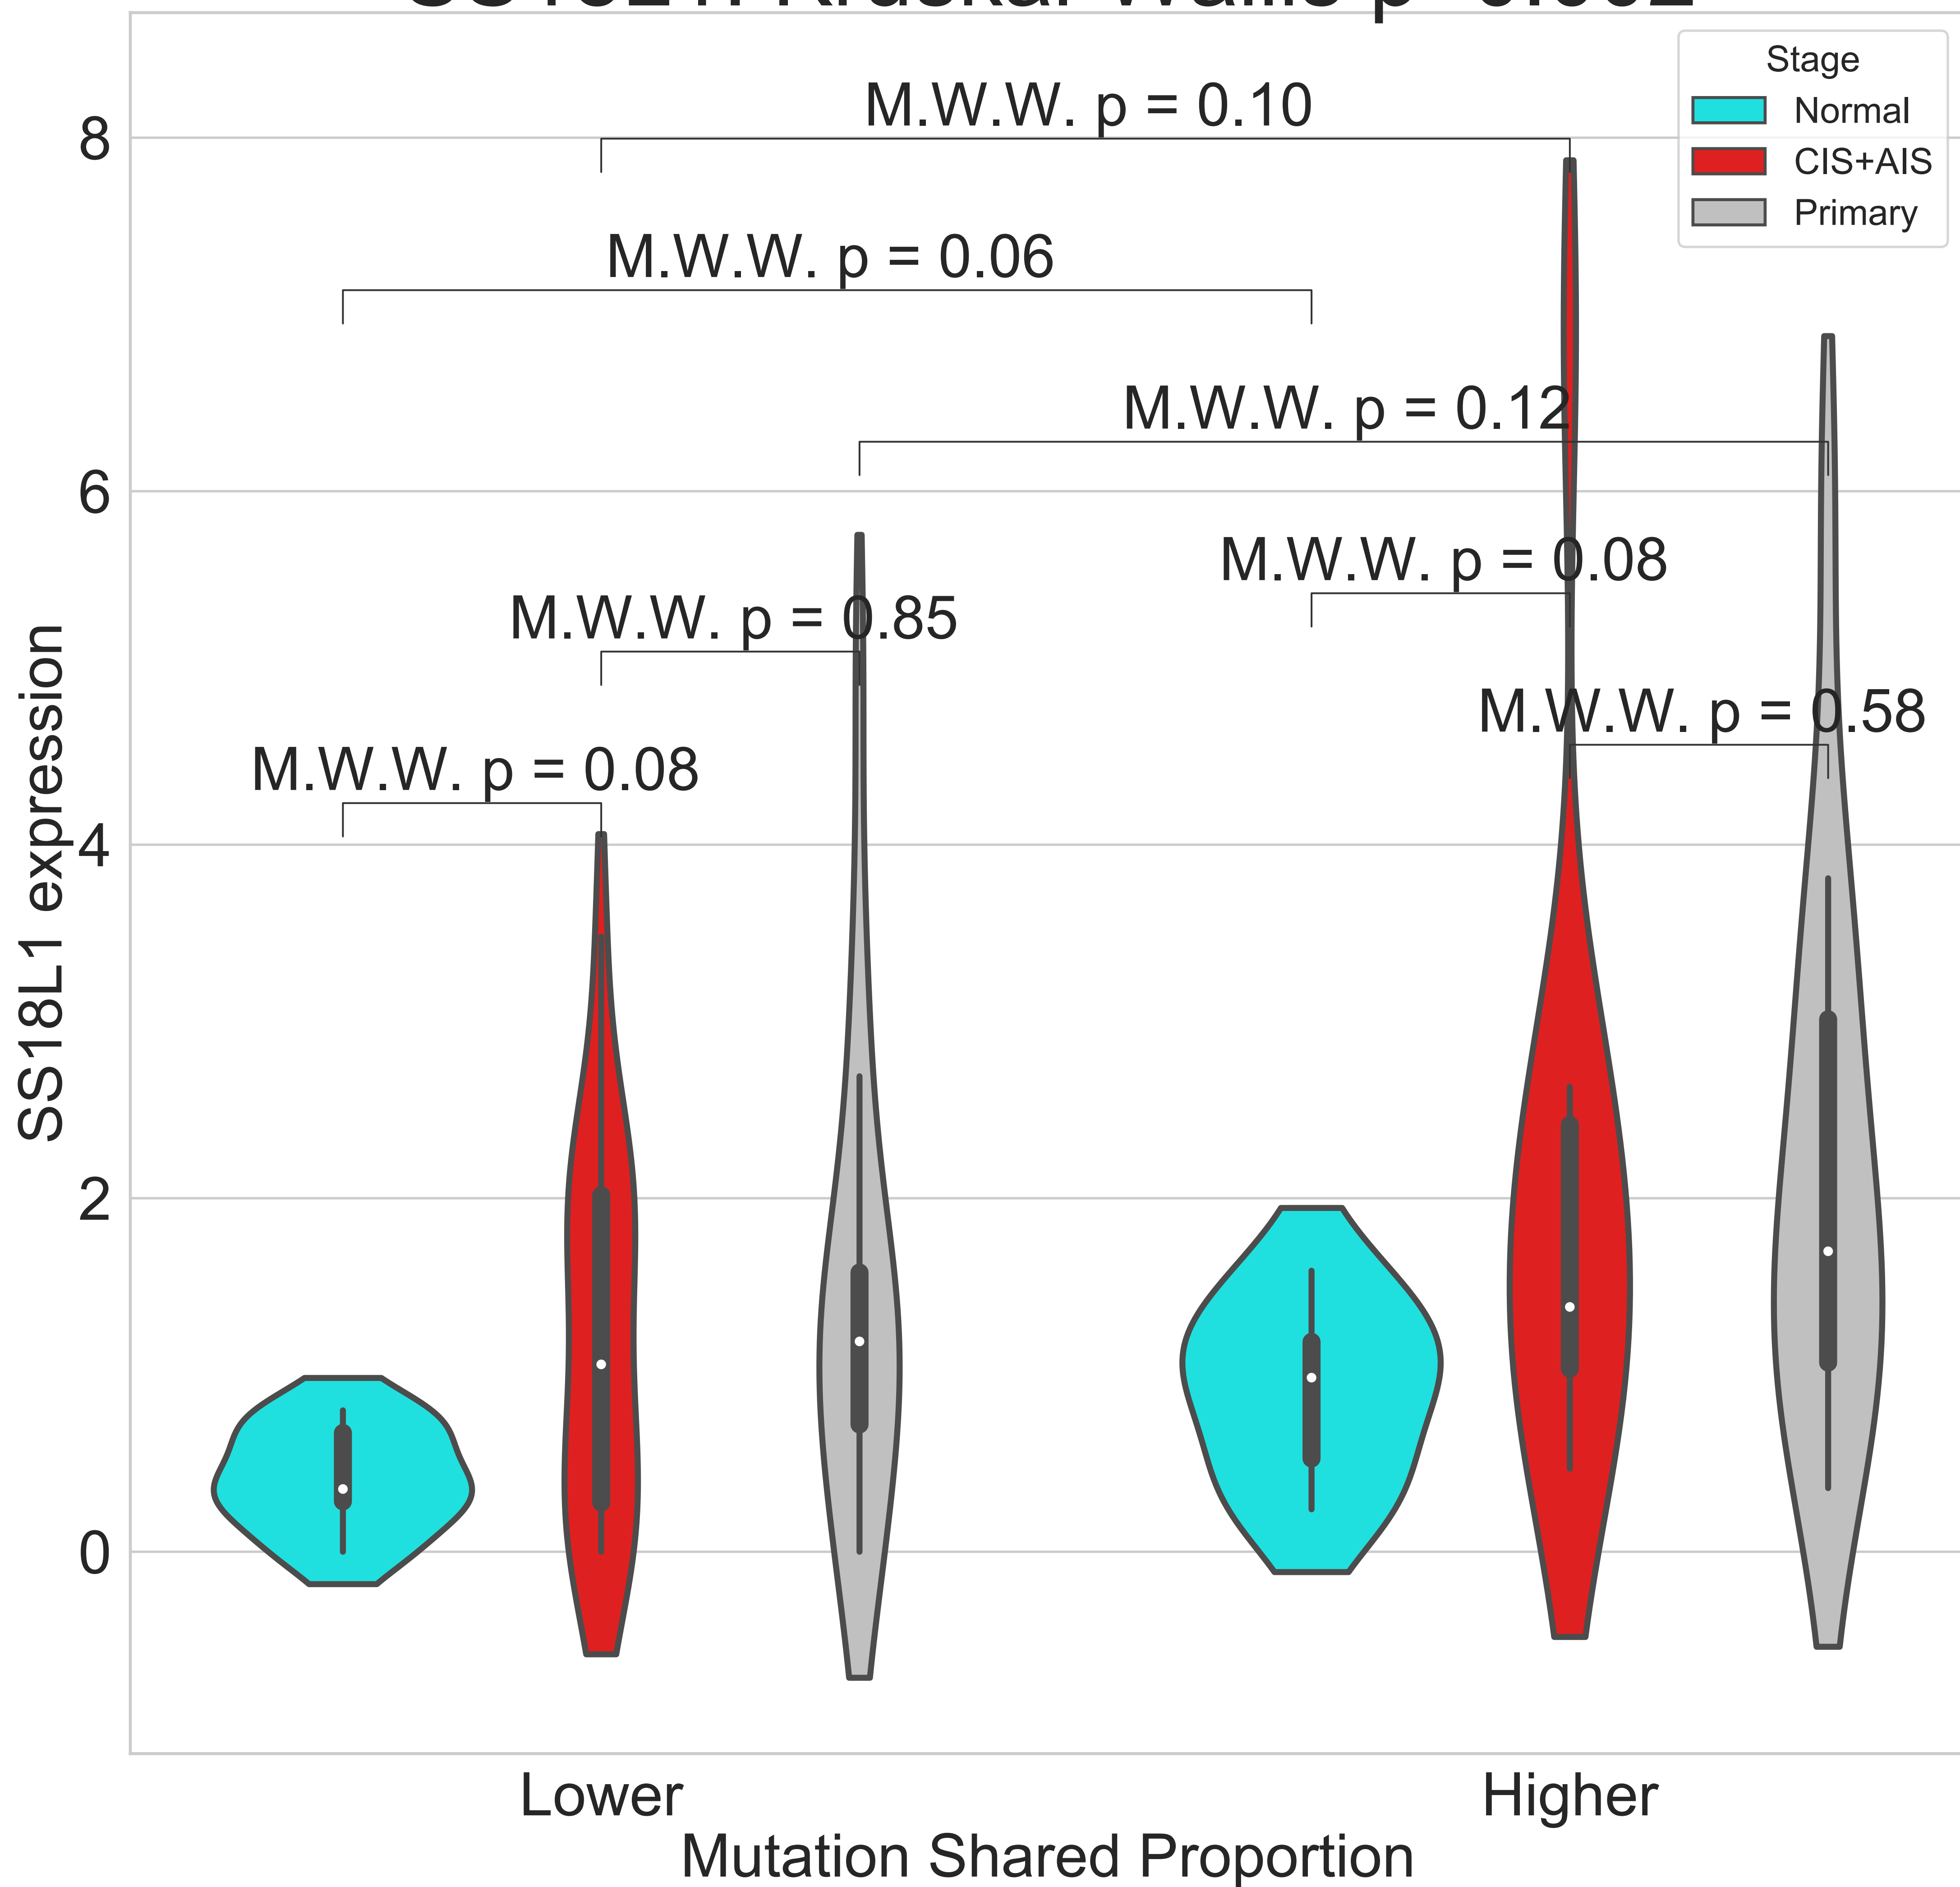 Stage
Normal
CIS+AIS
Primary
M.W.W. p = 0.10
M.W.W. p = 0.06
M.W.W. p = 0.12
M.W.W. p = 0.08
M.W.W. p = 0.85
M.W.W. p = 0.58
M.W.W. p = 0.08
8
6
4
2
0
SS18L1 expression
Lower
Higher
Mutation Shared Proportion